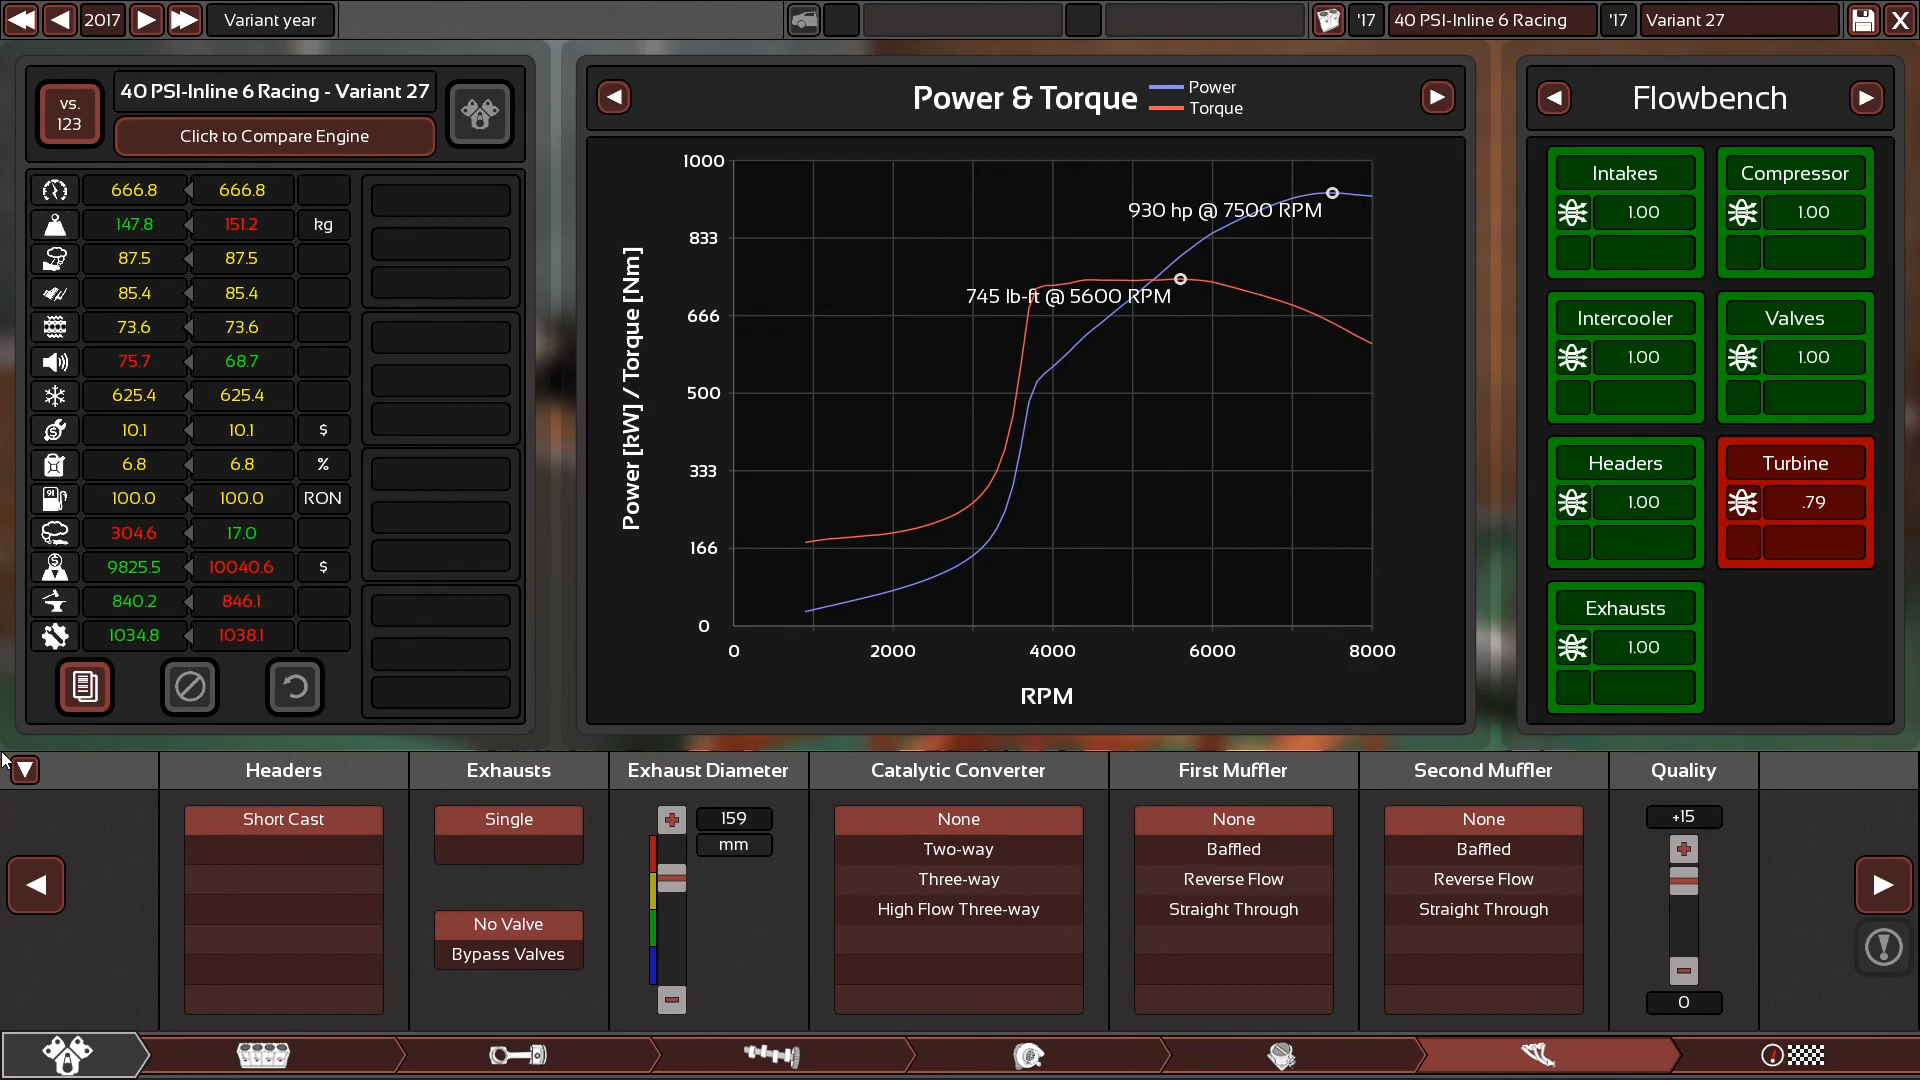 2017
Variant year
'17
40 PSI-Inline 6 Racing
'17
Variant 27
vs.
123
40 PSI-Inline 6 Racing - Variant 27
Click to Compare Engine
666.8 666.8
147.8 151.2 kg
87.5 87.5
85.4 85.4
73.6 73.6
75.7 68.7
625.4 625.4
10.1 10.1 $
6.8 6.8 %
91 100.0 100.0 RON
304.6 17.0
9825.5 10040.6 $
840.2 846.1
1034.8 1038.1
Power & Torque
Power
Torque
Power [kW] / Torque [Nm]
1000
833
666
500
333
166
0
930 hp @ 7500 RPM
745 lb-ft @ 5600 RPM
0 2000 4000 6000 8000
RPM
Flowbench
Intakes
1.00
Compressor
1.00
Intercooler
1.00
Valves
1.00
Headers
1.00
Turbine
.79
Exhausts
1.00
Headers
Short Cast
Exhausts
Single
No Valve
Bypass Valves
Exhaust Diameter
159
mm
Catalytic Converter
None
Two-way
Three-way
High Flow Three-way
First Muffler
None
Baffled
Reverse Flow
Straight Through
Second Muffler
None
Baffled
Reverse Flow
Straight Through
Quality
+15
0